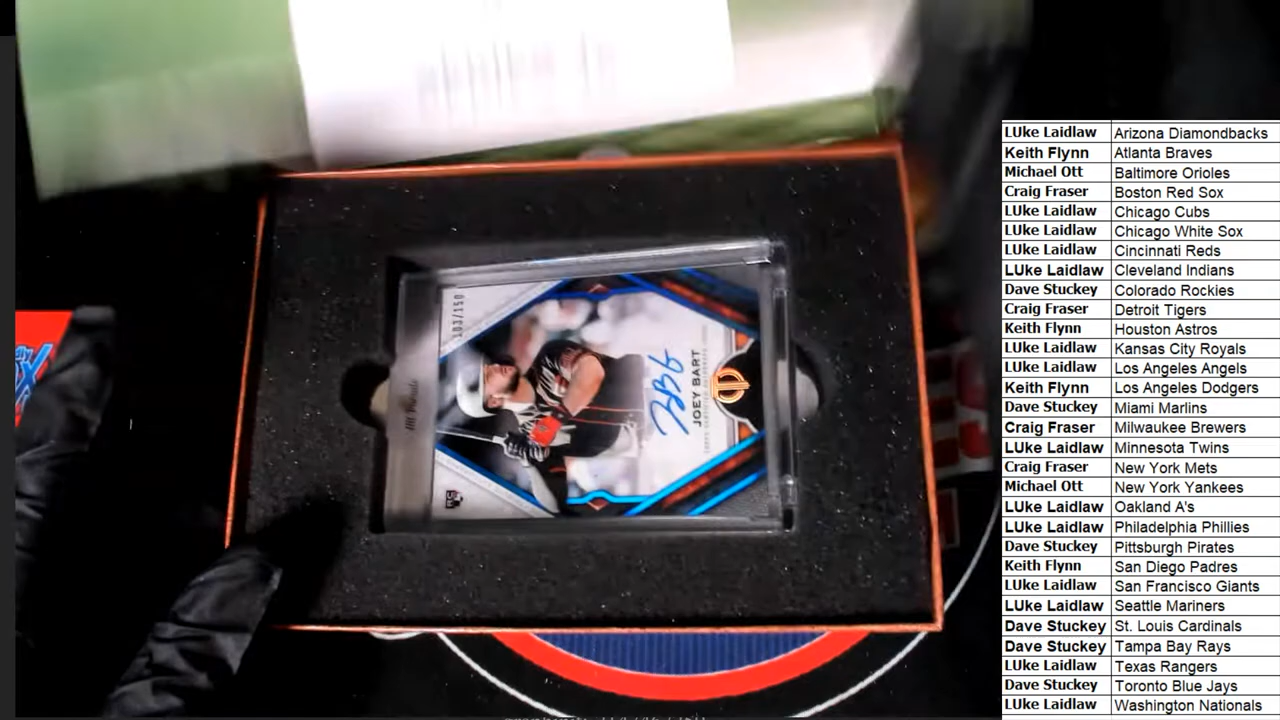 103/150
JOEY BART
RC
LUke Laidlaw Arizona Diamondbacks
Keith Flynn Atlanta Braves
Michael Ott Baltimore Orioles
Craig Fraser Boston Red Sox
LUke Laidlaw Chicago Cubs
LUke Laidlaw Chicago White Sox
LUke Laidlaw Cincinnati Reds
LUke Laidlaw Cleveland Indians
Dave Stuckey Colorado Rockies
Craig Fraser Detroit Tigers
Keith Flynn Houston Astros
LUke Laidlaw Kansas City Royals
LUke Laidlaw Los Angeles Angels
Keith Flynn Los Angeles Dodgers
Dave Stuckey Miami Marlins
Craig Fraser Milwaukee Brewers
LUke Laidlaw Minnesota Twins
Craig Fraser New York Mets
Michael Ott New York Yankees
LUke Laidlaw Oakland A's
LUke Laidlaw Philadelphia Phillies
Dave Stuckey Pittsburgh Pirates
Keith Flynn San Diego Padres
LUke Laidlaw San Francisco Giants
LUke Laidlaw Seattle Mariners
Dave Stuckey St. Louis Cardinals
Dave Stuckey Tampa Bay Rays
LUke Laidlaw Texas Rangers
Dave Stuckey Toronto Blue Jays
LUke Laidlaw Washington Nationals